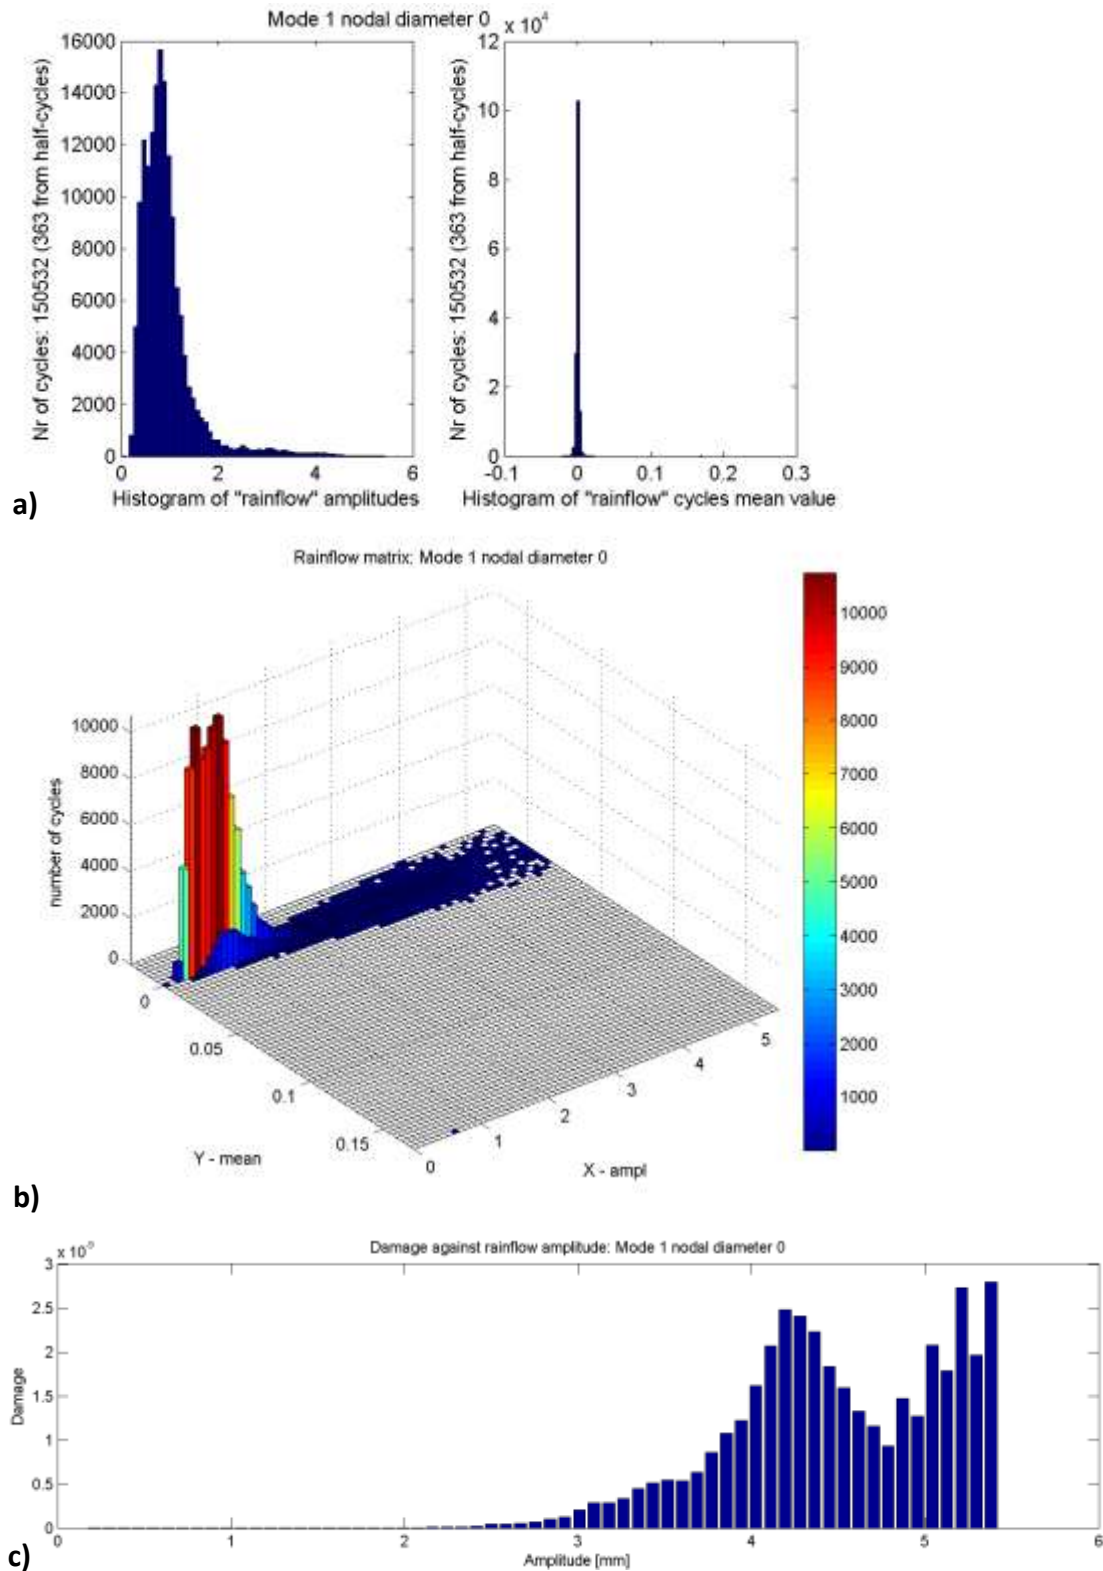 Mode 1 nodal diameter 0
x 10^4
16000
14000
12000
10000
8000
6000
4000
2000
0
Nr of cycles: 150532 (363 from half-cycles)
0 2 4 6
Histogram of "rainflow" amplitudes
12
10
8
6
4
2
0
Nr of cycles: 150532 (363 from half-cycles)
-0.1 0 0.1 0.2 0.3
Histogram of "rainflow" cycles mean value
a)
Rainflow matrix: Mode 1 nodal diameter 0
10000
8000
6000
4000
2000
0
number of cycles
0
0.05
0.1
0.15
Y - mean
0
1
2
3
4
5
X - ampl
10000
9000
8000
7000
6000
5000
4000
3000
2000
1000
b)
Damage against rainflow amplitude: Mode 1 nodal diameter 0
3
2.5
2
1.5
1
0.5
0
Damage
0 1 2 3 4 5 6
Amplitude [mm]
c)